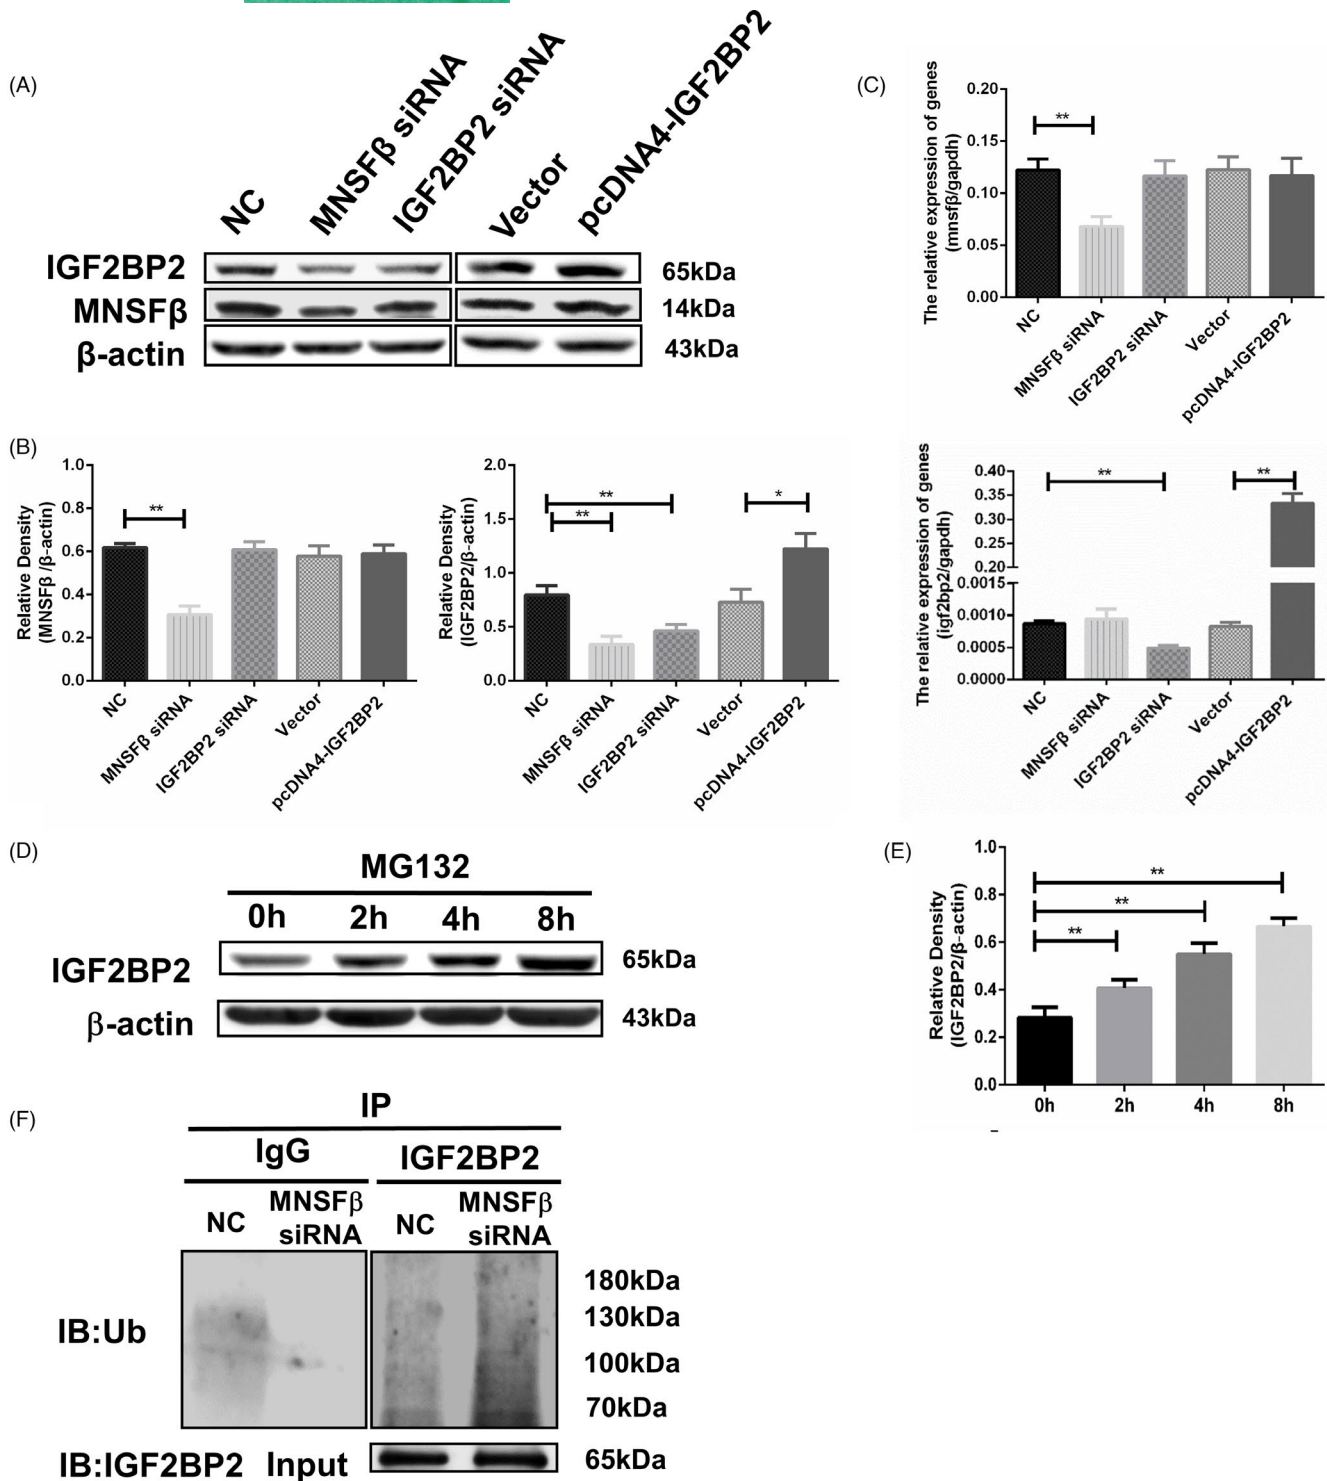 (A)
NC
MNSFβ siRNA
IGF2BP2 siRNA
Vector
pcDNA4-IGF2BP2
IGF2BP2
65kDa
MNSFβ
14kDa
β-actin
43kDa
(B)
Relative Density
(MNSFβ /β-actin)
1.0
0.8
0.6
0.4
0.2
0.0
**
NC
MNSFβ siRNA
IGF2BP2 siRNA
Vector
pcDNA4-IGF2BP2
Relative Density
(IGF2BP2/β-actin)
2.0
1.5
1.0
0.5
0.0
**
**
*
NC
MNSFβ siRNA
IGF2BP2 siRNA
Vector
pcDNA4-IGF2BP2
(C)
The relative expression of genes
(mnsfβ/gapdh)
0.20
0.15
0.10
0.05
0.00
**
NC
MNSFβ siRNA
IGF2BP2 siRNA
Vector
pcDNA4-IGF2BP2
The relative expression of genes
(igf2bp2/gapdh)
0.40
0.35
0.30
0.25
0.20
0.0015
0.0010
0.0005
0.0000
**
**
NC
MNSFβ siRNA
IGF2BP2 siRNA
Vector
pcDNA4-IGF2BP2
(D)
MG132
0h 2h 4h 8h
IGF2BP2
65kDa
β-actin
43kDa
(E)
Relative Density
(IGF2BP2/β-actin)
1.0
0.8
0.6
0.4
0.2
0.0
**
**
**
0h 2h 4h 8h
(F)
IP
IgG
IGF2BP2
NC
MNSFβ
siRNA
NC
MNSFβ
siRNA
IB:Ub
180kDa
130kDa
100kDa
70kDa
IB:IGF2BP2 Input
65kDa